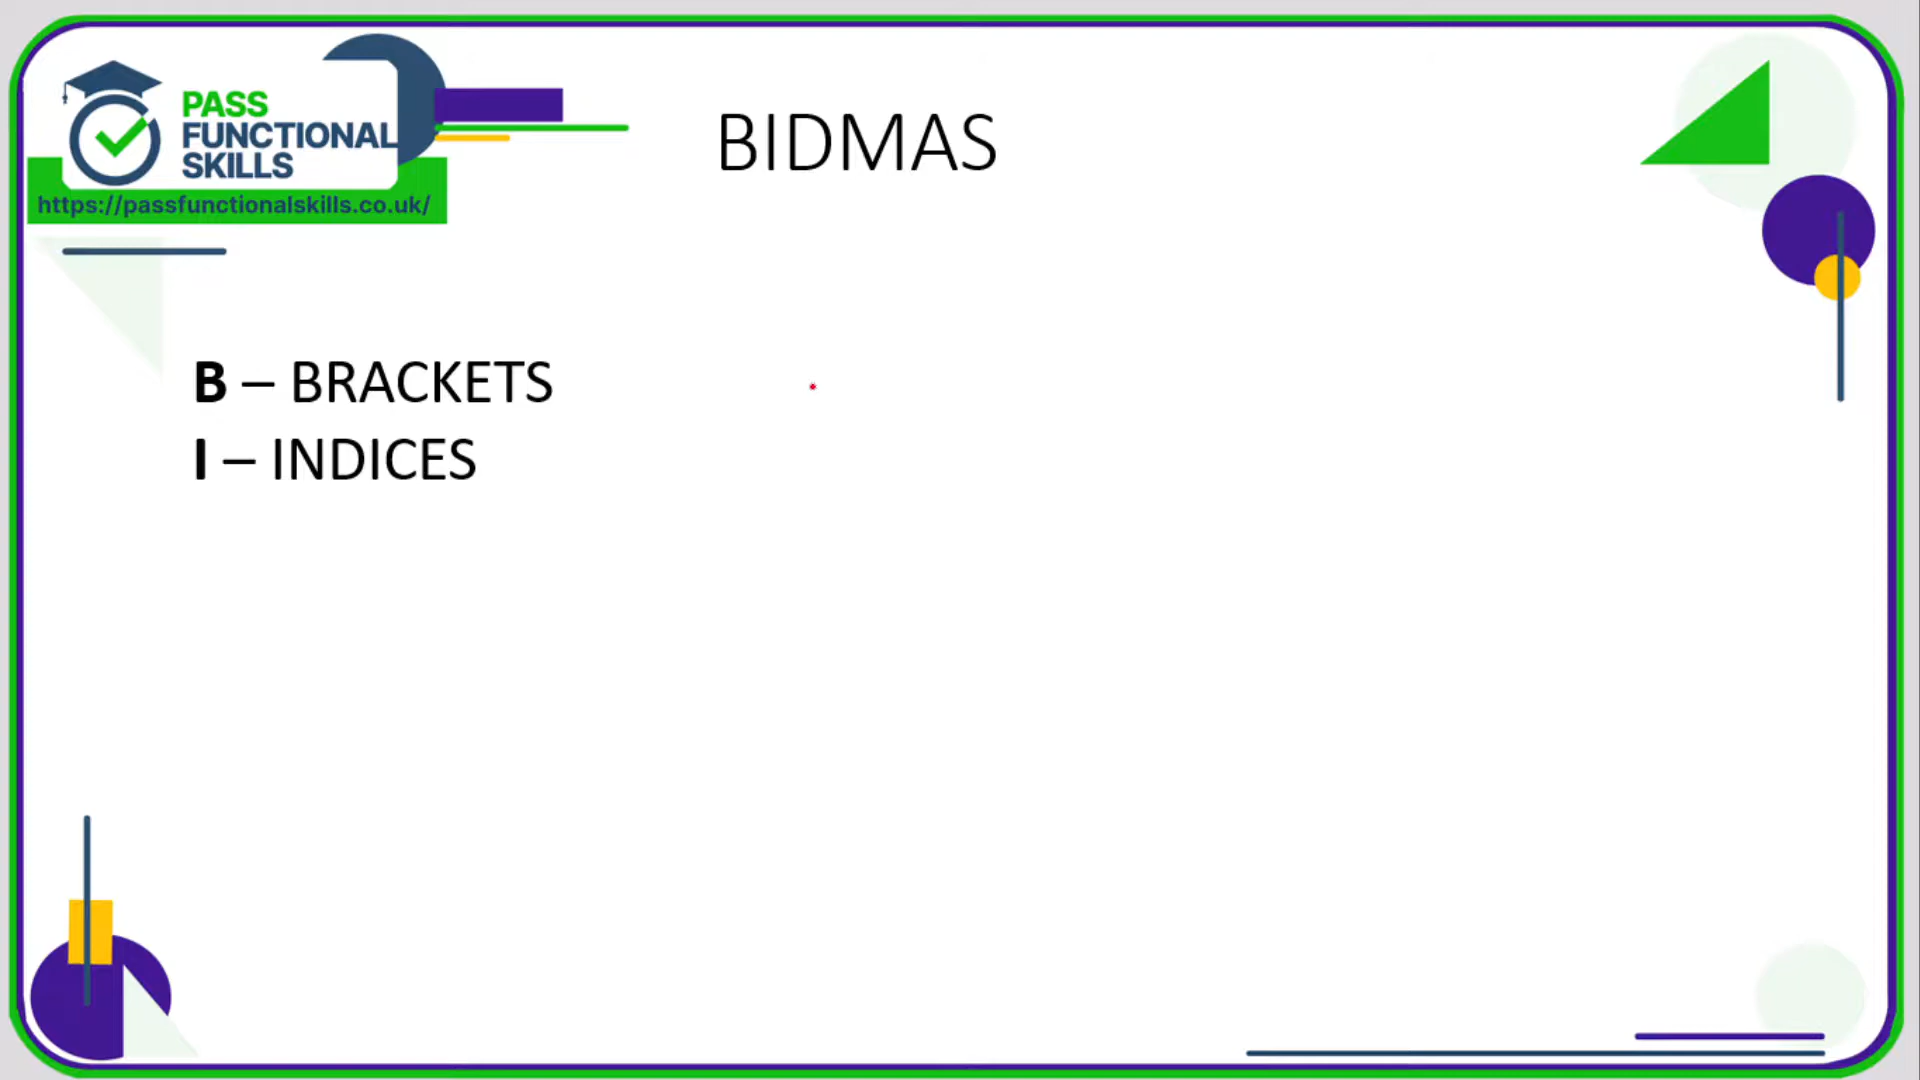 PASS
FUNCTIONAL
SKILLS
https://passfunctionalskills.co.uk/
BIDMAS
B – BRACKETS
I – INDICES